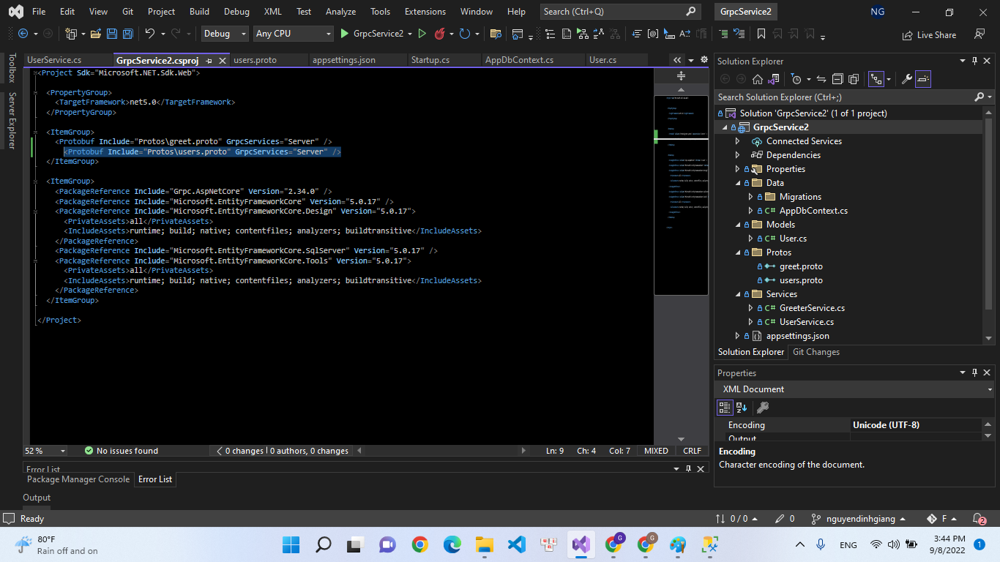 File Edit View Git Project Build Debug XML Test Analyze Tools Extensions Window Help Search (Ctrl+Q) GrpcService2 NG
Debug Any CPU GrpcService2 Live Share
Toolbox
Server Explorer
UserService.cs GrpcService2.csproj users.proto appsettings.json Startup.cs AppDbContext.cs User.cs
<Project Sdk="Microsoft.NET.Sdk.Web">
<PropertyGroup>
<TargetFramework>net5.0</TargetFramework>
</PropertyGroup>
<ItemGroup>
<Protobuf Include="Protos\greet.proto" GrpcServices="Server" />
<Protobuf Include="Protos\users.proto" GrpcServices="Server" />
</ItemGroup>
<ItemGroup>
<PackageReference Include="Grpc.AspNetCore" Version="2.34.0" />
<PackageReference Include="Microsoft.EntityFrameworkCore" Version="5.0.17" />
<PackageReference Include="Microsoft.EntityFrameworkCore.Design" Version="5.0.17">
<PrivateAssets>all</PrivateAssets>
<IncludeAssets>runtime; build; native; contentfiles; analyzers; buildtransitive</IncludeAssets>
</PackageReference>
<PackageReference Include="Microsoft.EntityFrameworkCore.SqlServer" Version="5.0.17" />
<PackageReference Include="Microsoft.EntityFrameworkCore.Tools" Version="5.0.17">
<PrivateAssets>all</PrivateAssets>
<IncludeAssets>runtime; build; native; contentfiles; analyzers; buildtransitive</IncludeAssets>
</PackageReference>
</ItemGroup>
</Project>
52 % No issues found 0 changes | 0 authors, 0 changes Ln: 9 Ch: 4 Col: 7 MIXED CRLF
Error List
Package Manager Console Error List
Output
Solution Explorer
Search Solution Explorer (Ctrl+;)
Solution 'GrpcService2' (1 of 1 project)
GrpcService2
Connected Services
Dependencies
Properties
Data
Migrations
C# AppDbContext.cs
Models
C# User.cs
Protos
greet.proto
users.proto
Services
C# GreeterService.cs
C# UserService.cs
appsettings.json
Solution Explorer Git Changes
Properties
XML Document
Encoding Unicode (UTF-8)
Output
Encoding
Character encoding of the document.
Ready 0 / 0 0 nguyendinhgiang F 2
80°F
Rain off and on
G G
ENG
3:44 PM
9/8/2022
1